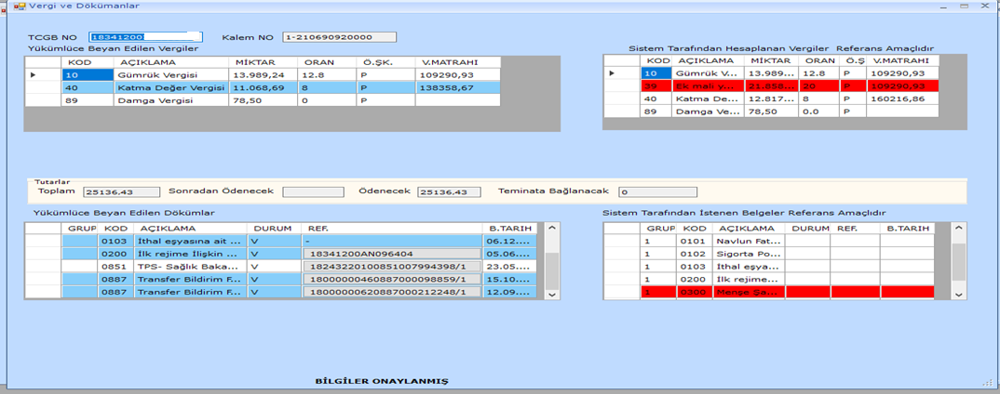 Vergi ve Dökümanlar
TCGB NO 18341200 Kalem NO 1-210690920000
Yükümlüce Beyan Edilen Vergiler
KOD AÇIKLAMA MİKTAR ORAN Ö.ŞK. V.MATRAHI
10 Gümrük Vergisi 13.989,24 12.8 P 109290,93
40 Katma Değer Vergisi 11.068,69 8 P 138358,67
89 Damga Vergisi 78,50 0 P
Sistem Tarafından Hesaplanan Vergiler Referans Amaçlıdır
KOD AÇIKLAMA MİKTAR ORAN Ö.Ş V.MATRAHI
10 Gümrük V... 13.989... 12.8 P 109290,93
39 Ek mali y... 21.858... 20 P 109290,93
40 Katma De... 12.817... 8 P 160216,86
89 Damga Ve... 78,50 0.0 P
Tutarlar
Toplam 25136,43 Sonradan Ödenecek Ödenecek 25136,43 Teminata Bağlanacak 0
Yükümlüce Beyan Edilen Dökümlar
GRUP KOD AÇIKLAMA DURUM REF. B.TARIH
0103 İthal eşyasına ait ... V - 06.12....
0200 İlk rejime İlişkin ... V 18341200AN096404 05.06....
0851 TPS- Sağlık Baka... V 18243220100851007994398/1 23.05....
0887 Transfer Bildirim F... V 18000000460887000098859/1 15.10....
0887 Transfer Bildirim F... V 18000000620887000212248/1 12.09....
Sistem Tarafından İstenen Belgeler Referans Amaçlıdır
GRUP KOD AÇIKLAMA DURUM REF. B.TARIH
1 0101 Navlun Fat...
1 0102 Sigorta Po...
1 0103 İthal eşya...
1 0200 İlk rejime...
1 0300 Menşe Şa...
BİLGİLER ONAYLANMIŞ